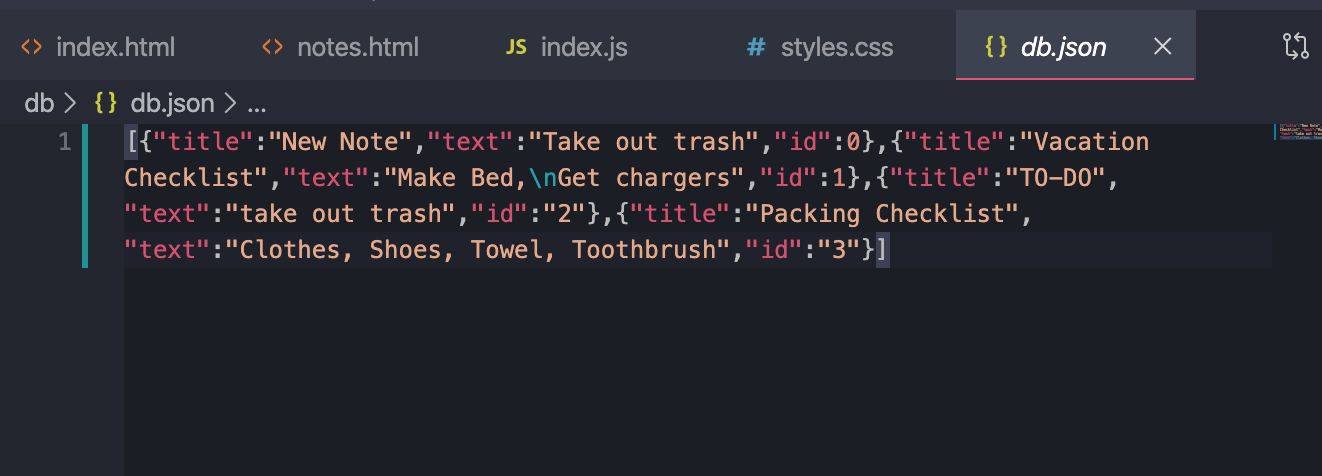 index.html notes.html JS index.js # styles.css {} db.json
db > {} db.json > ...
1 [{"title":"New Note","text":"Take out trash","id":0},{"title":"Vacation
Checklist","text":"Make Bed,\nGet chargers","id":1},{"title":"TO-DO",
"text":"take out trash","id":"2"},{"title":"Packing Checklist",
"text":"Clothes, Shoes, Towel, Toothbrush","id":"3"}]